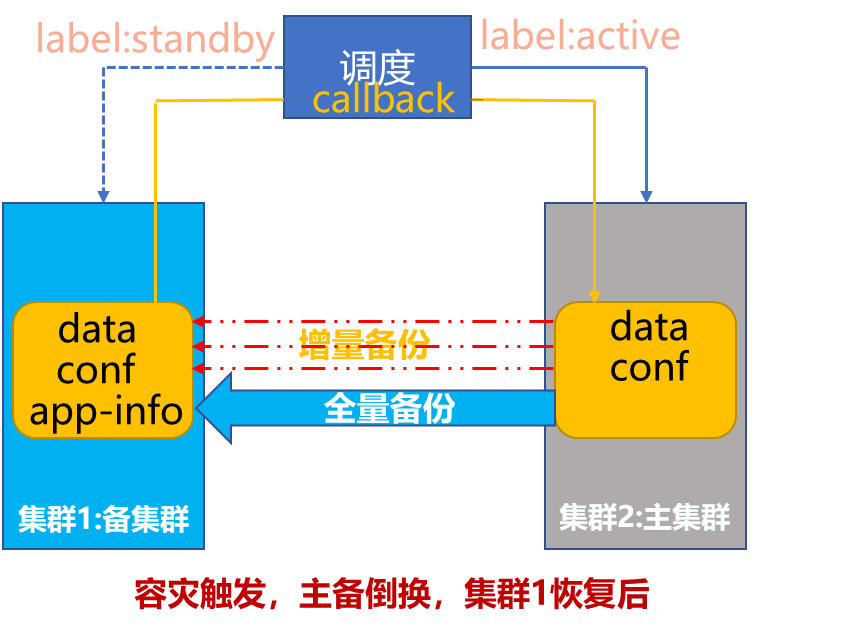 label:standby
label:active
调度
callback
data
conf
app-info
增量备份
全量备份
data
conf
集群1:备集群
集群2:主集群
容灾触发，主备倒换，集群1恢复后